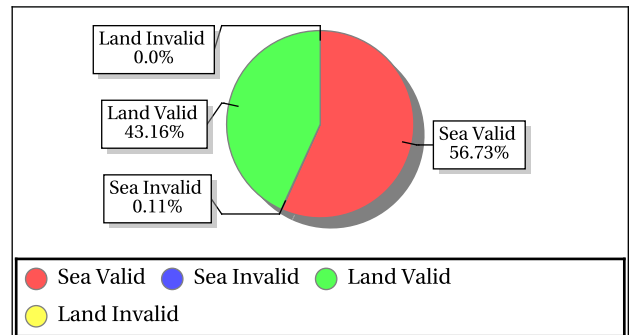 Land Invalid
0.0%
Land Valid
43.16%
Sea Valid
56.73%
Sea Invalid
0.11%
Sea Valid Sea Invalid Land Valid
Land Invalid